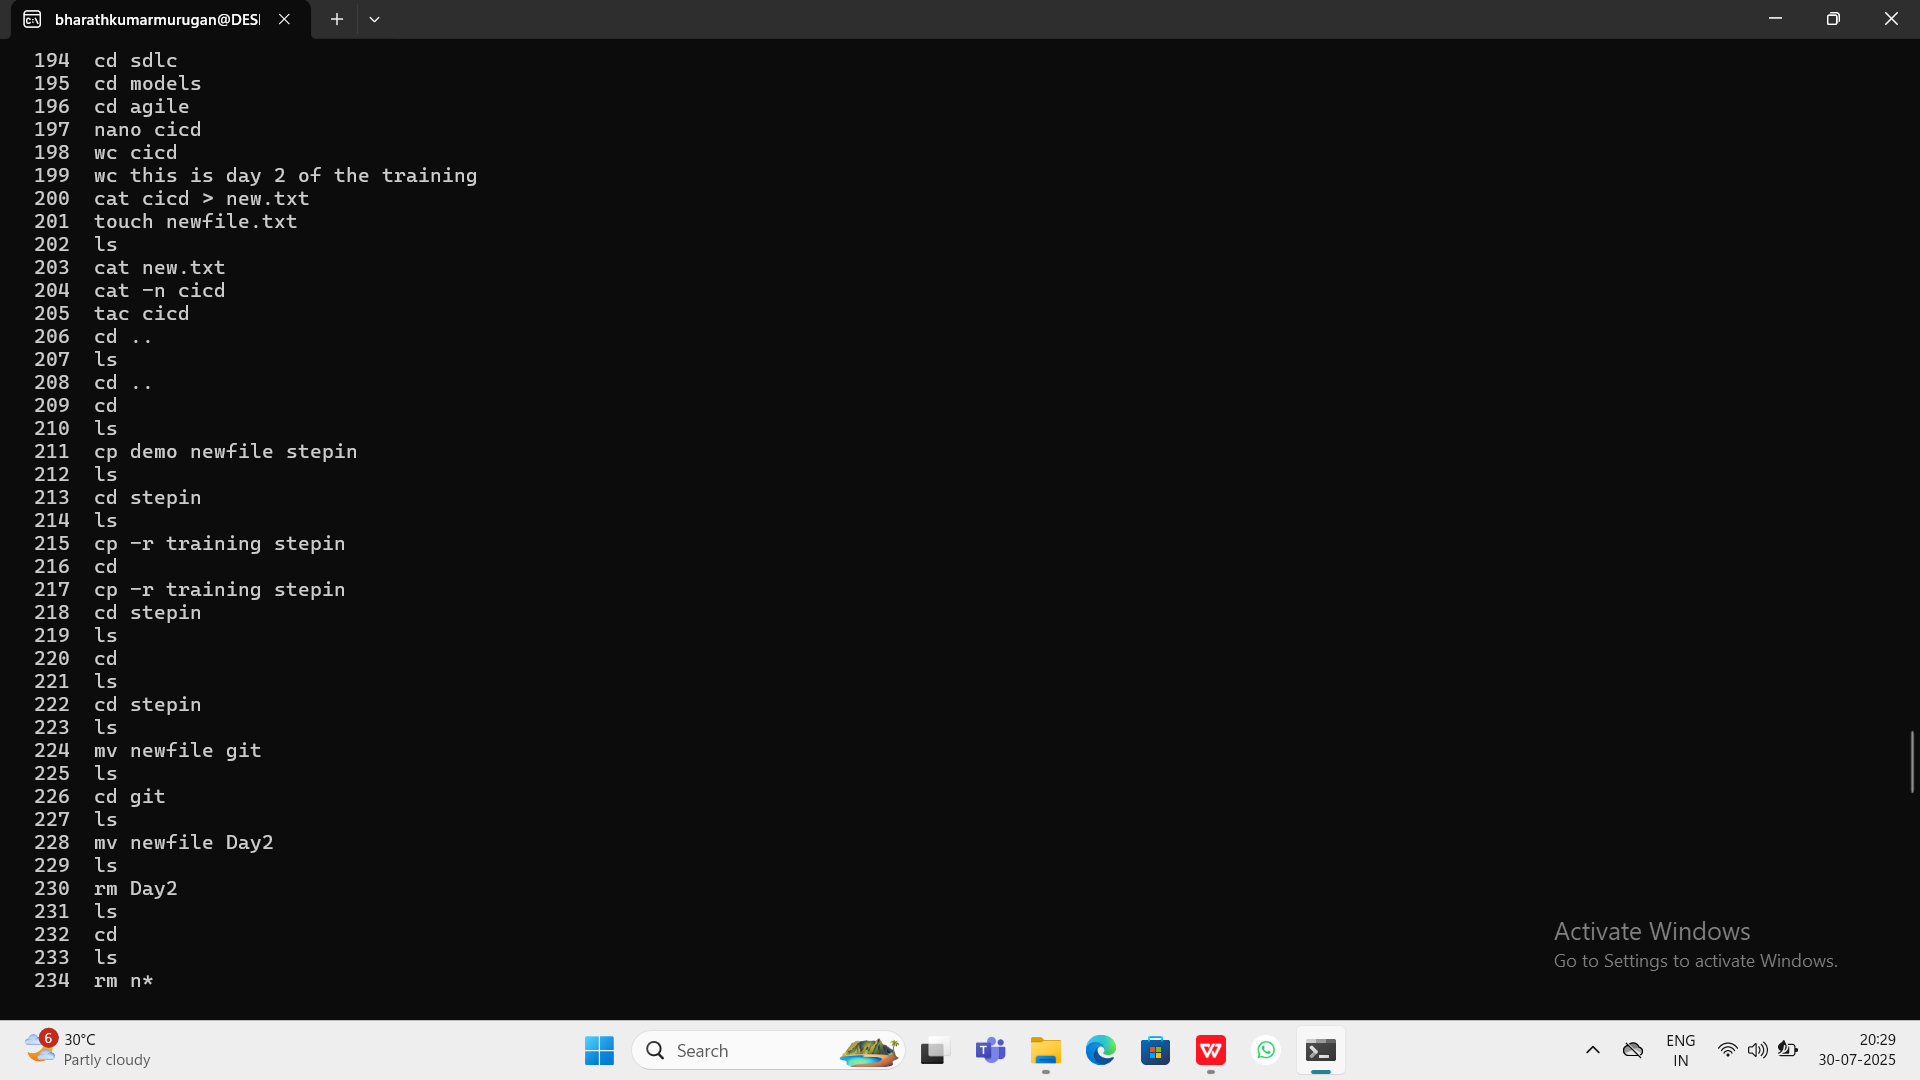 bharathkumarmurugan@DESI
194 cd sdlc
195 cd models
196 cd agile
197 nano cicd
198 wc cicd
199 wc this is day 2 of the training
200 cat cicd > new.txt
201 touch newfile.txt
202 ls
203 cat new.txt
204 cat -n cicd
205 tac cicd
206 cd ..
207 ls
208 cd ..
209 cd
210 ls
211 cp demo newfile stepin
212 ls
213 cd stepin
214 ls
215 cp -r training stepin
216 cd
217 cp -r training stepin
218 cd stepin
219 ls
220 cd
221 ls
222 cd stepin
223 ls
224 mv newfile git
225 ls
226 cd git
227 ls
228 mv newfile Day2
229 ls
230 rm Day2
231 ls
232 cd
233 ls
234 rm n*
Activate Windows
Go to Settings to activate Windows.
6
30°C
Partly cloudy
Search
ENG
IN
20:29
30-07-2025